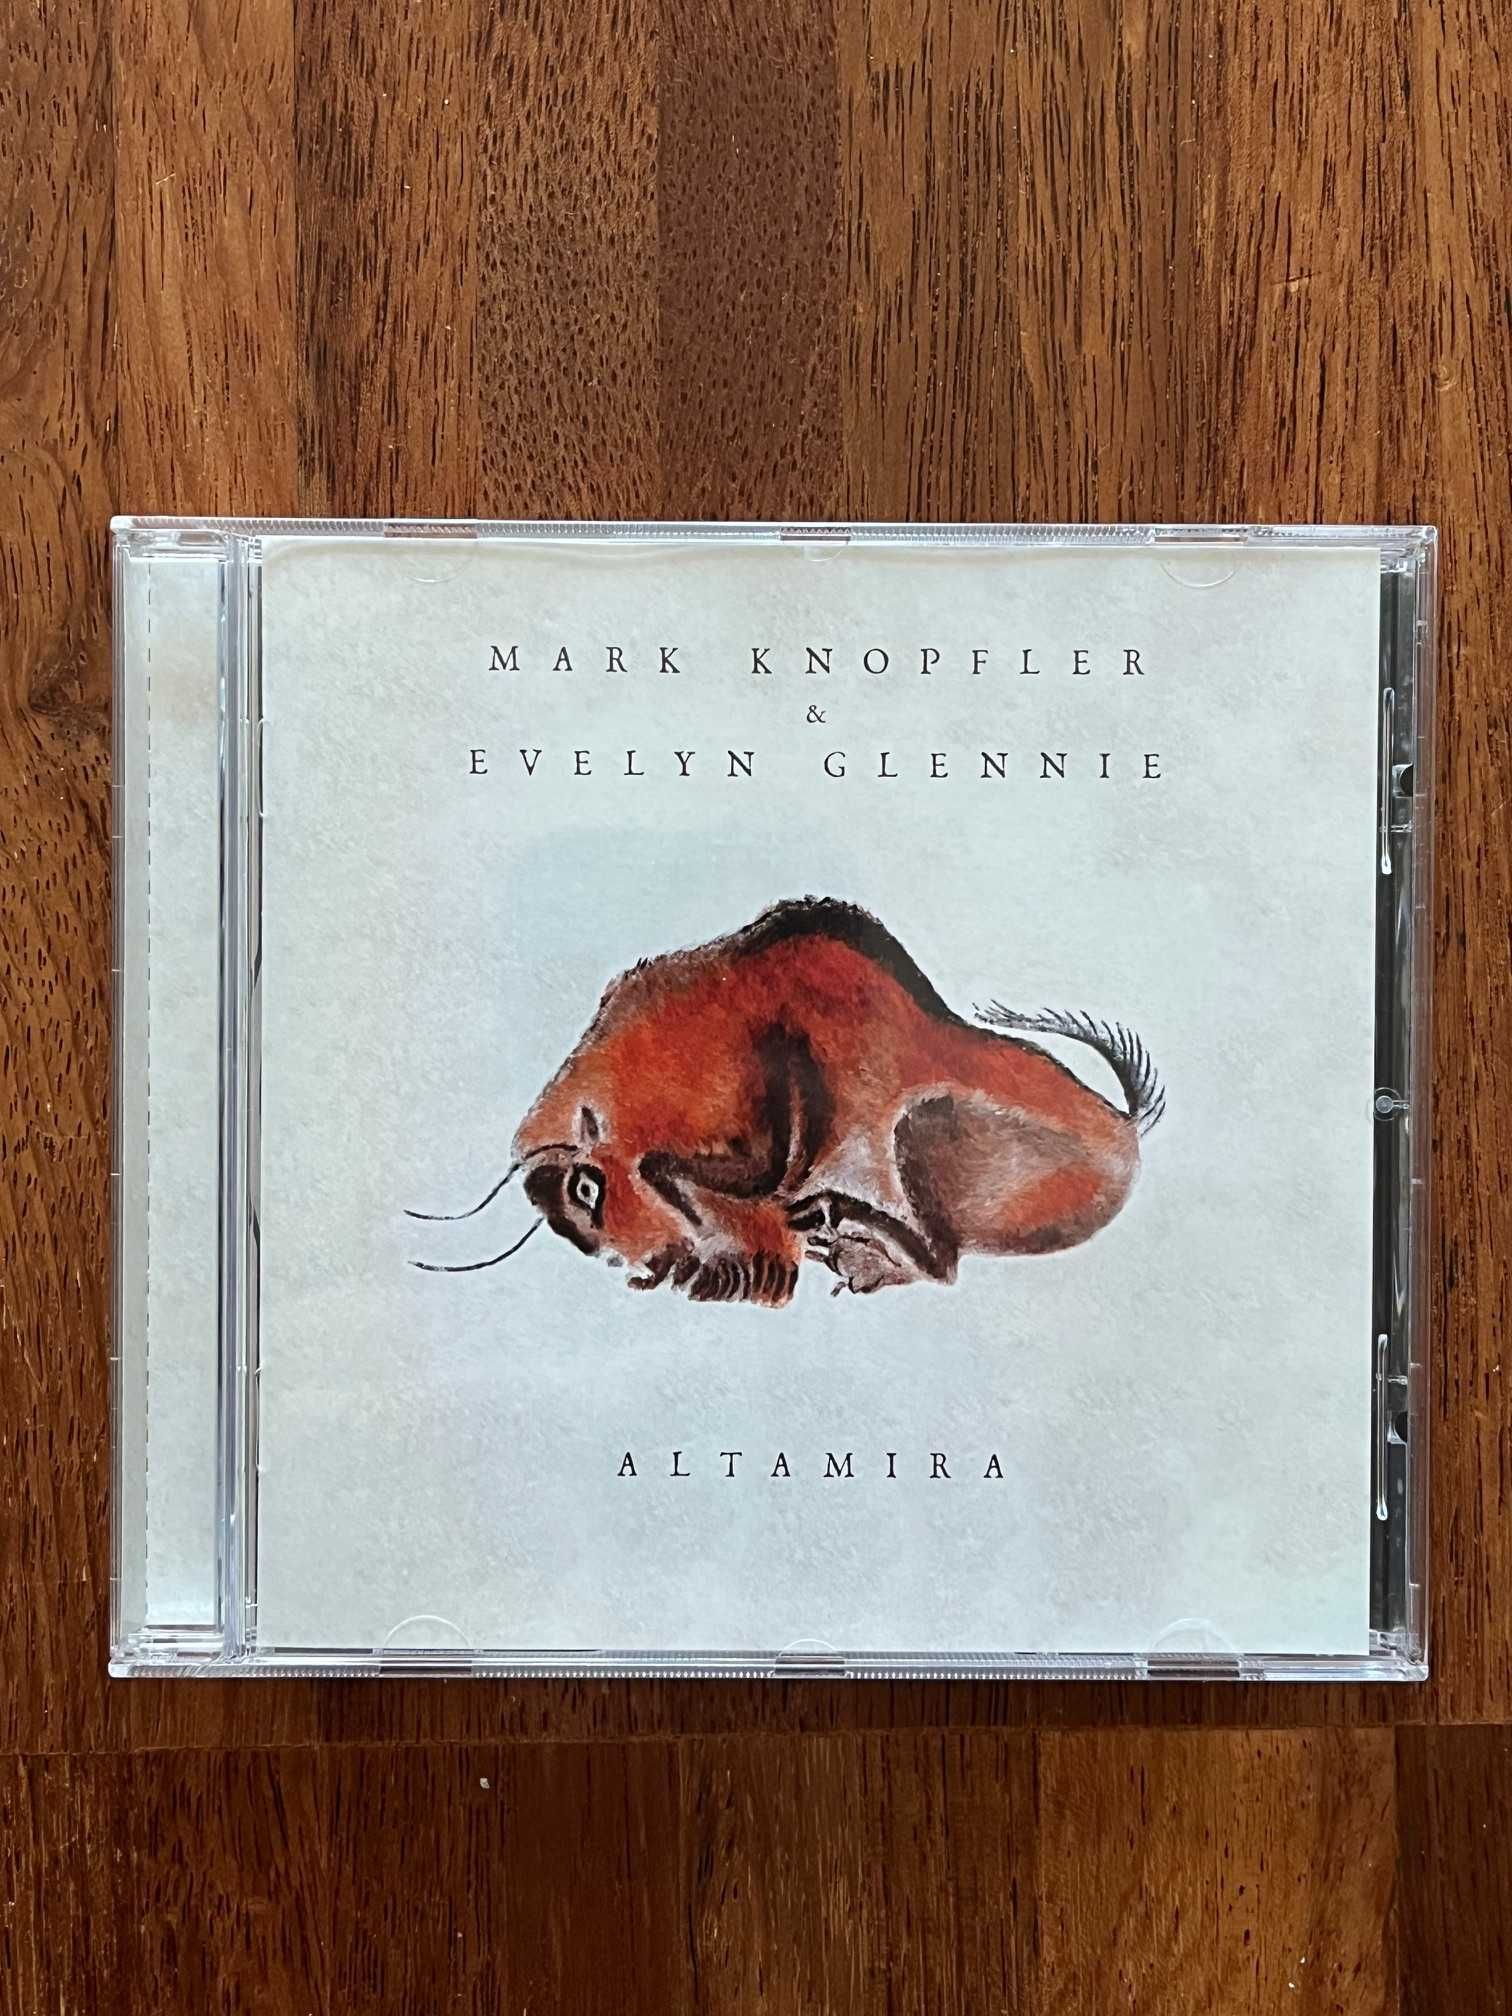 MARK KNOPFLER
&
EVELYN GLENNIE
ALTAMIRA